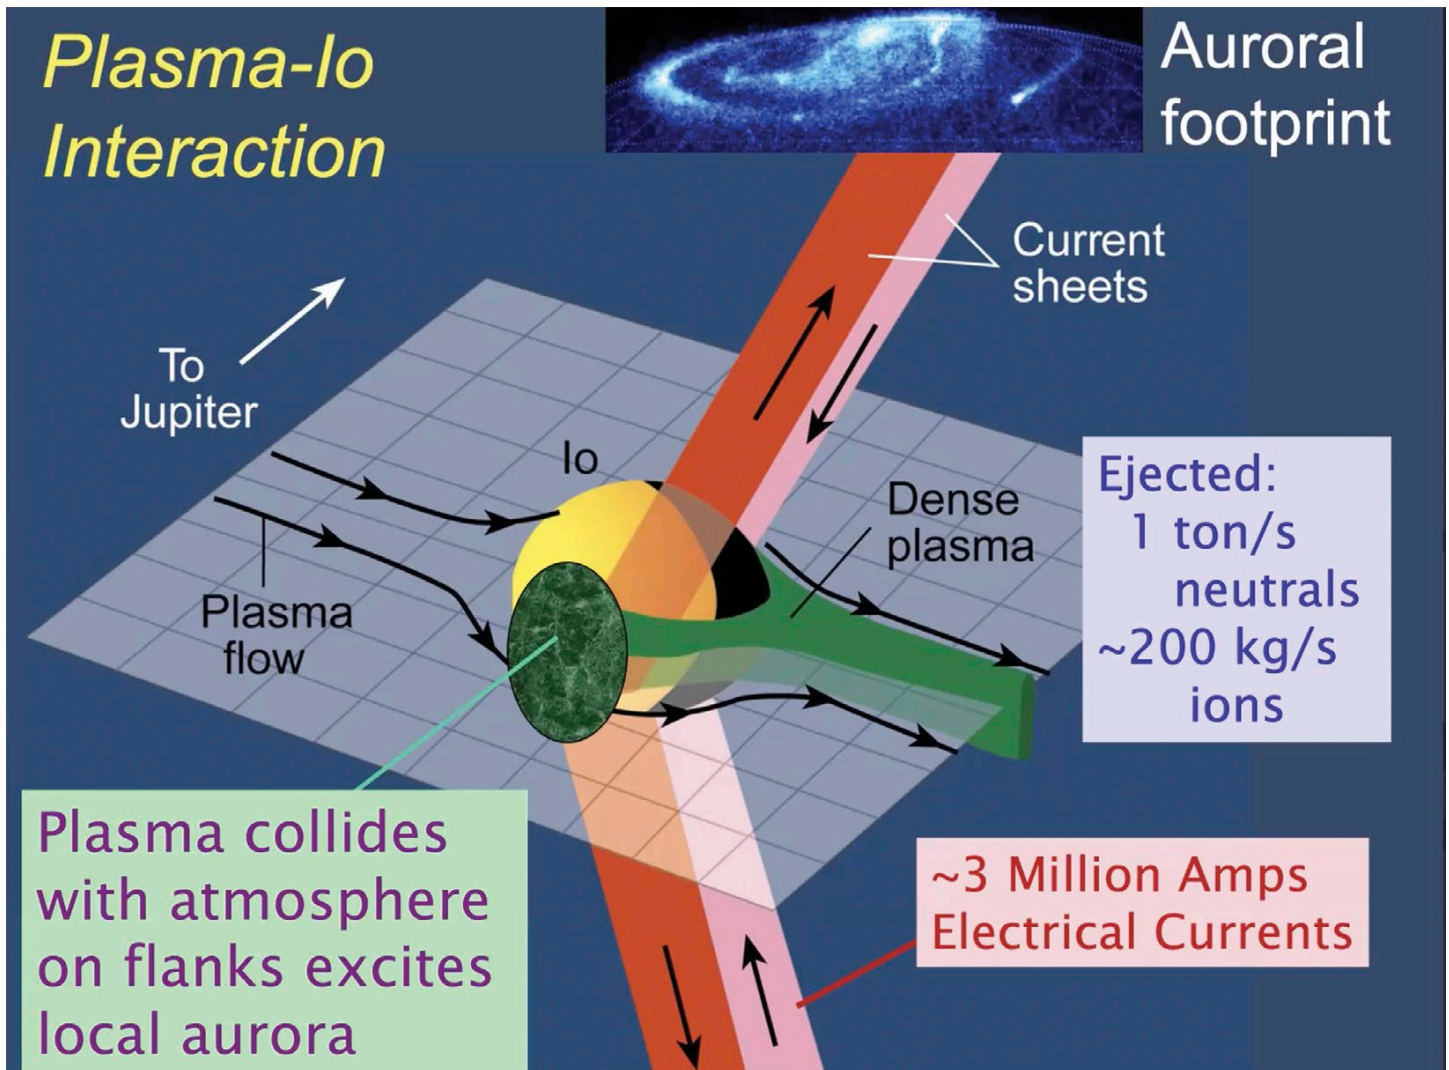 Plasma-Io
Interaction
Auroral
footprint
Current
sheets
To
Jupiter
Io
Dense
plasma
Plasma
flow
Ejected:
1 ton/s
neutrals
~200 kg/s
ions
Plasma collides
with atmosphere
on flanks excites
local aurora
~3 Million Amps
Electrical Currents